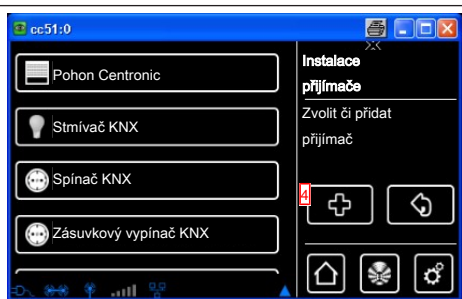 cc51:0
Pohon Centronic
Stmívač KNX
Spínač KNX
Zásuvkový vypínač KNX
Instalace
přijímače
Zvolit či přidat
přijímač
4